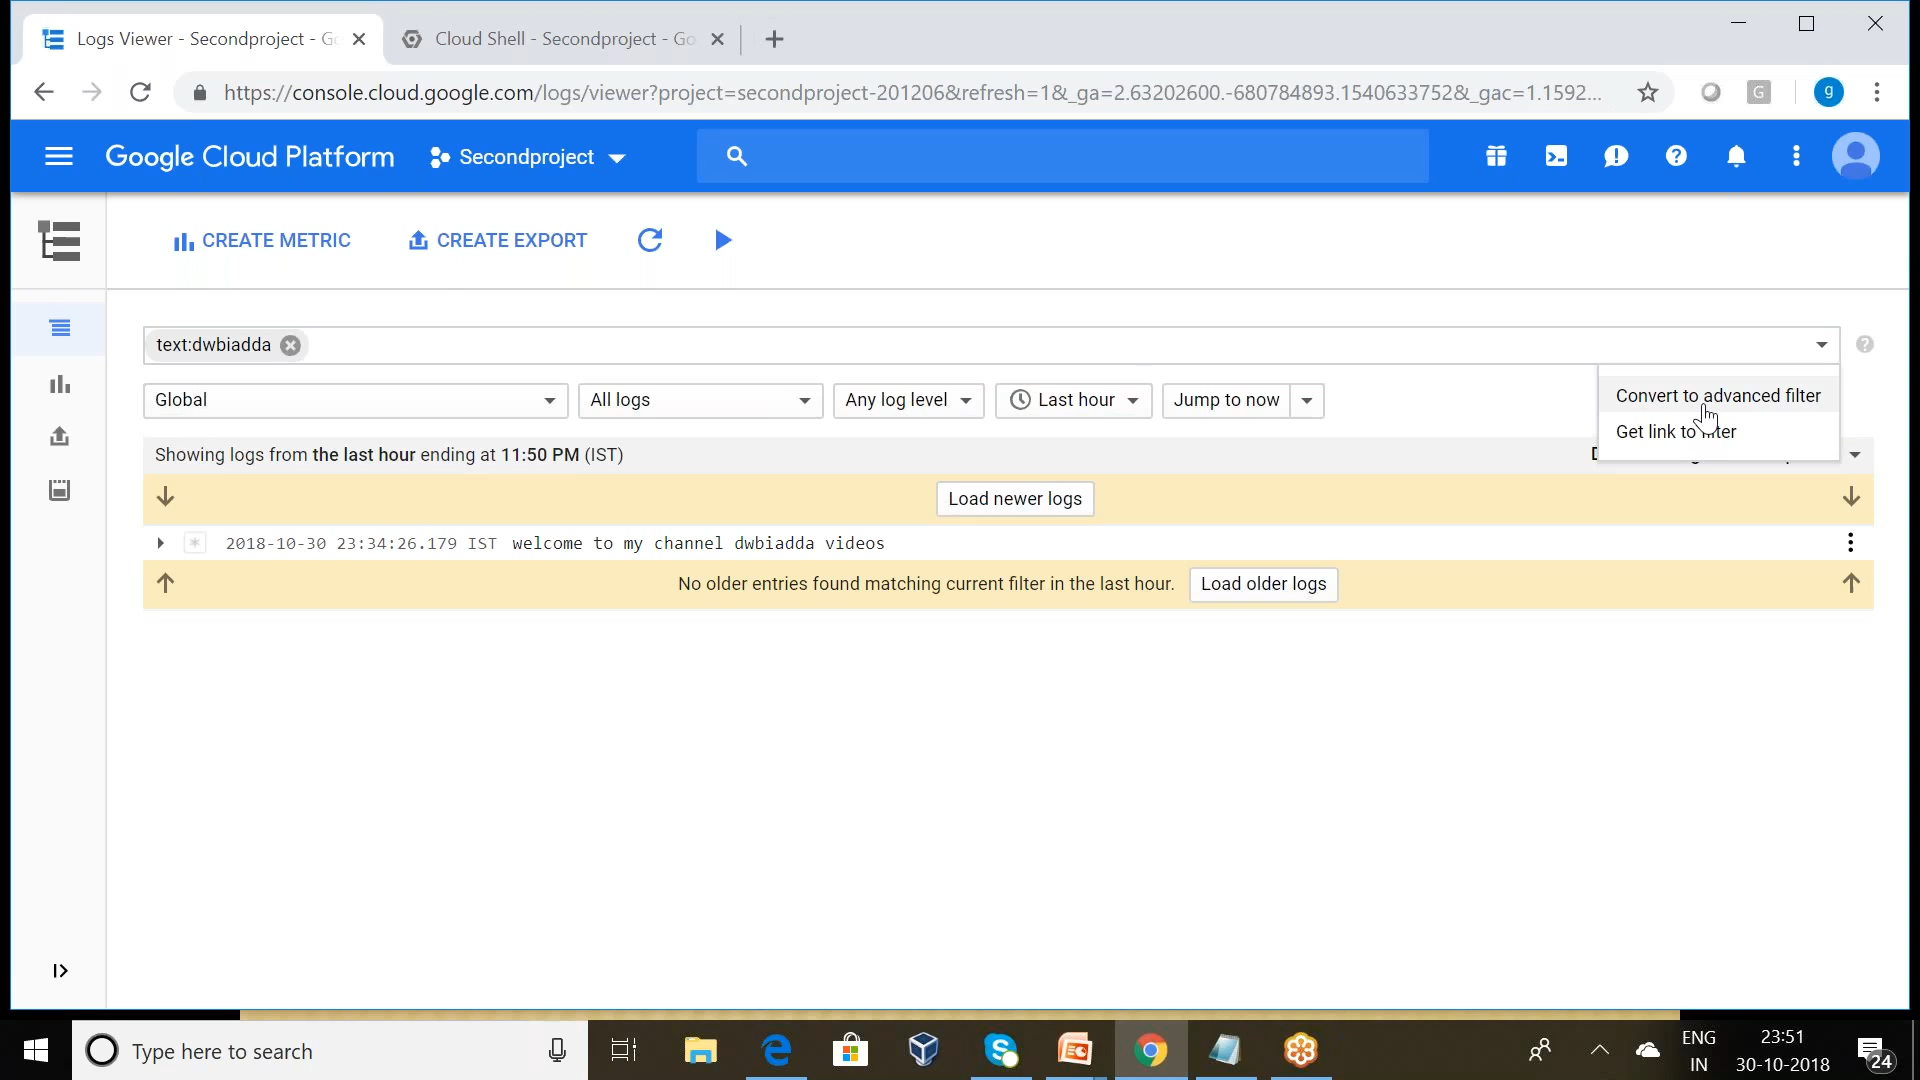 Logs Viewer - Secondproject - Go
Cloud Shell - Secondproject - Go
https://console.cloud.google.com/logs/viewer?project=secondproject-201206&refresh=1&_ga=2.63202600.-680784893.1540633752&_gac=1.1592...
G
g
Google Cloud Platform
Secondproject
CREATE METRIC
CREATE EXPORT
text:dwbiadda
Global
All logs
Any log level
Last hour
Jump to now
Convert to advanced filter
Get link to filter
Showing logs from the last hour ending at 11:50 PM (IST)
Load newer logs
2018-10-30 23:34:26.179 IST welcome to my channel dwbiadda videos
No older entries found matching current filter in the last hour.
Load older logs
Type here to search
ENG
IN
23:51
30-10-2018
24